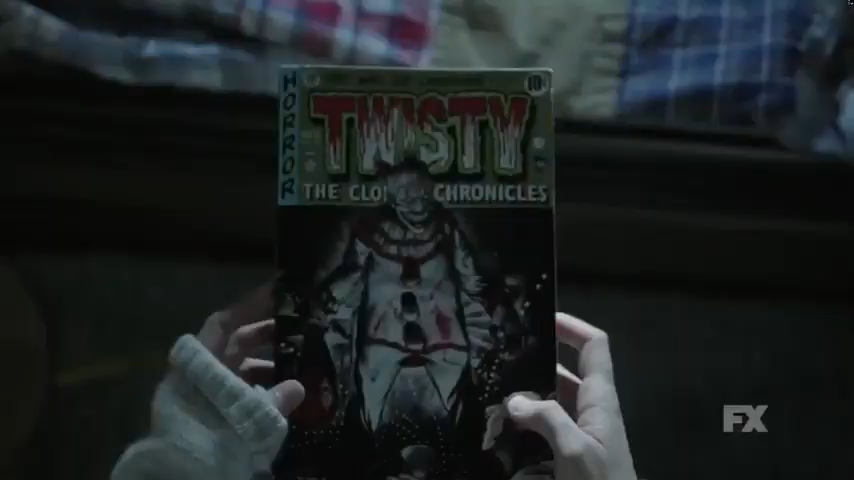 10¢
HORROR
TWISTY
THE CLO CHRONICLES
FX